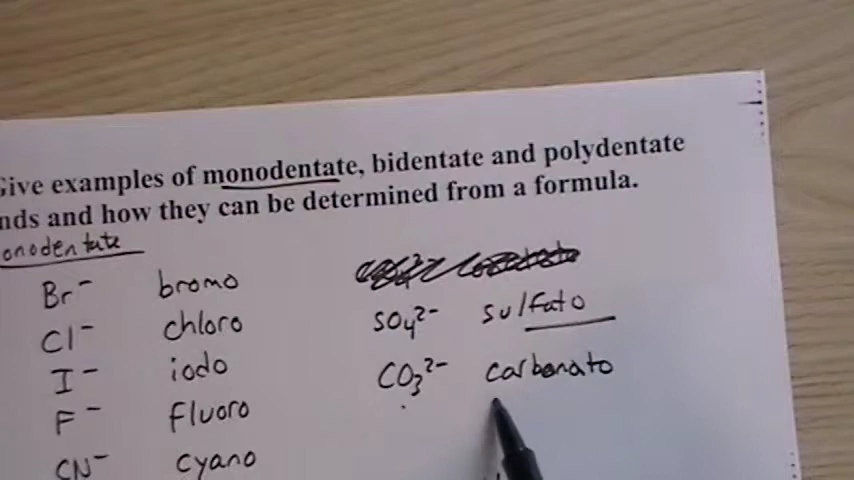 Give examples of monodentate, bidentate and polydentate
nds and how they can be determined from a formula.
onodentate
Br⁻ bromo
Cl⁻ chloro
I⁻ iodo
F⁻ fluoro
CN⁻ cyano
SO₄²⁻ sulfato
CO₃²⁻ carbonato